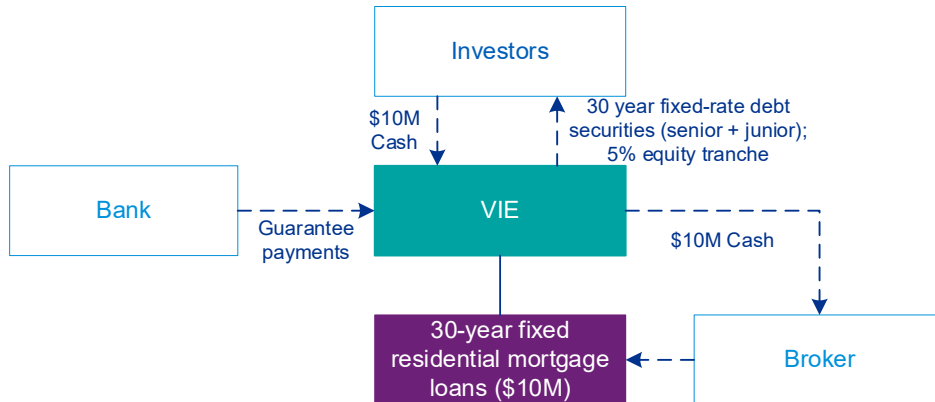 Investors
$10M
Cash
30 year fixed-rate debt
securities (senior + junior);
5% equity tranche
Bank
Guarantee
payments
VIE
$10M Cash
30-year fixed
residential mortgage
loans ($10M)
Broker